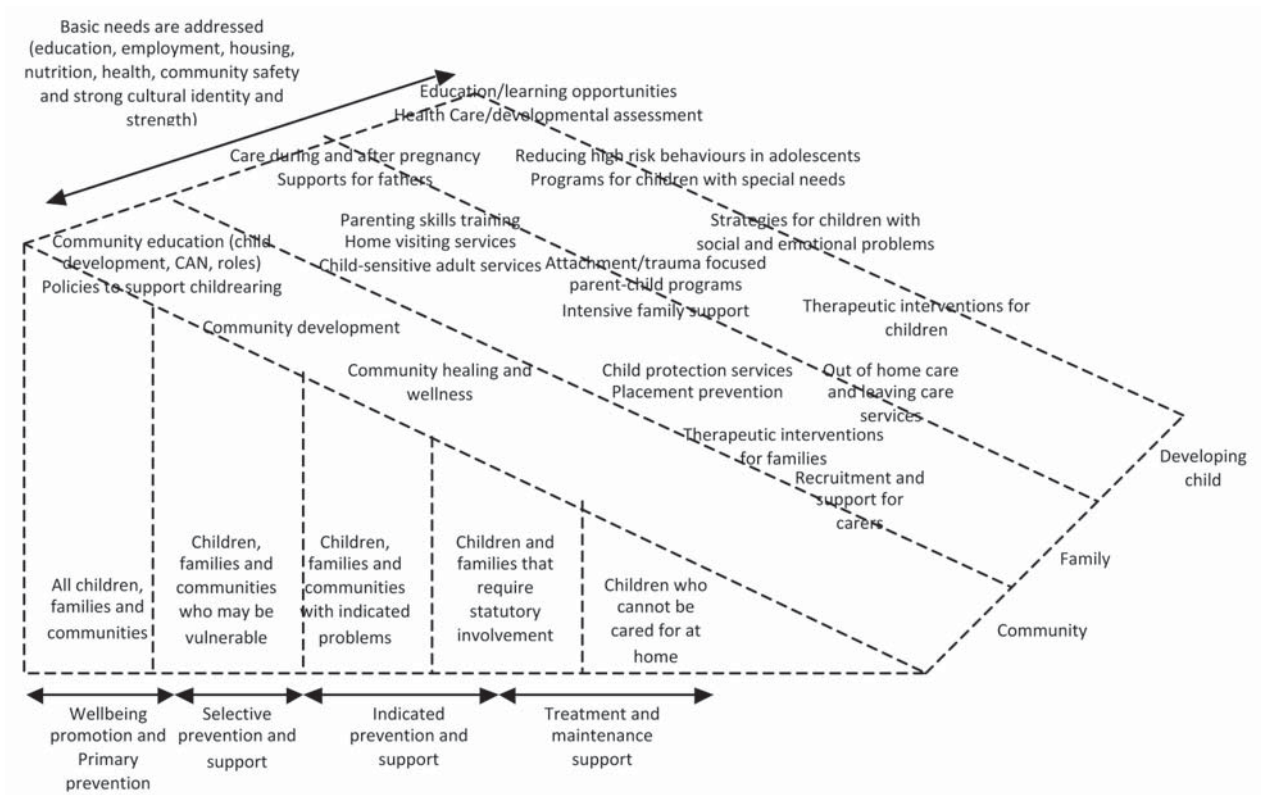 Basic needs are addressed
(education, employment, housing,
nutrition, health, community safety
and strong cultural identity and
strength)
Education/learning opportunities
Health Care/developmental assessment
Care during and after pregnancy
Supports for fathers
Reducing high risk behaviours in adolescents
Programs for children with special needs
Parenting skills training
Home visiting services
Child-sensitive adult services
Strategies for children with
social and emotional problems
Community education (child
development, CAN, roles)
Policies to support childrearing
Attachment/trauma focused
parent-child programs
Intensive family support
Therapeutic interventions for
children
Community development
Community healing and
wellness
Child protection services
Placement prevention
Out of home care
and leaving care
services
Therapeutic interventions
for families
Recruitment and
support for
carers
Developing
child
Family
Community
All children,
families and
communities
Children,
families and
communities
who may be
vulnerable
Children,
families and
communities
with indicated
problems
Children and
families that
require
statutory
involvement
Children who
cannot be
cared for at
home
Wellbeing
promotion and
Primary
prevention
Selective
prevention and
support
Indicated
prevention and
support
Treatment and
maintenance
support